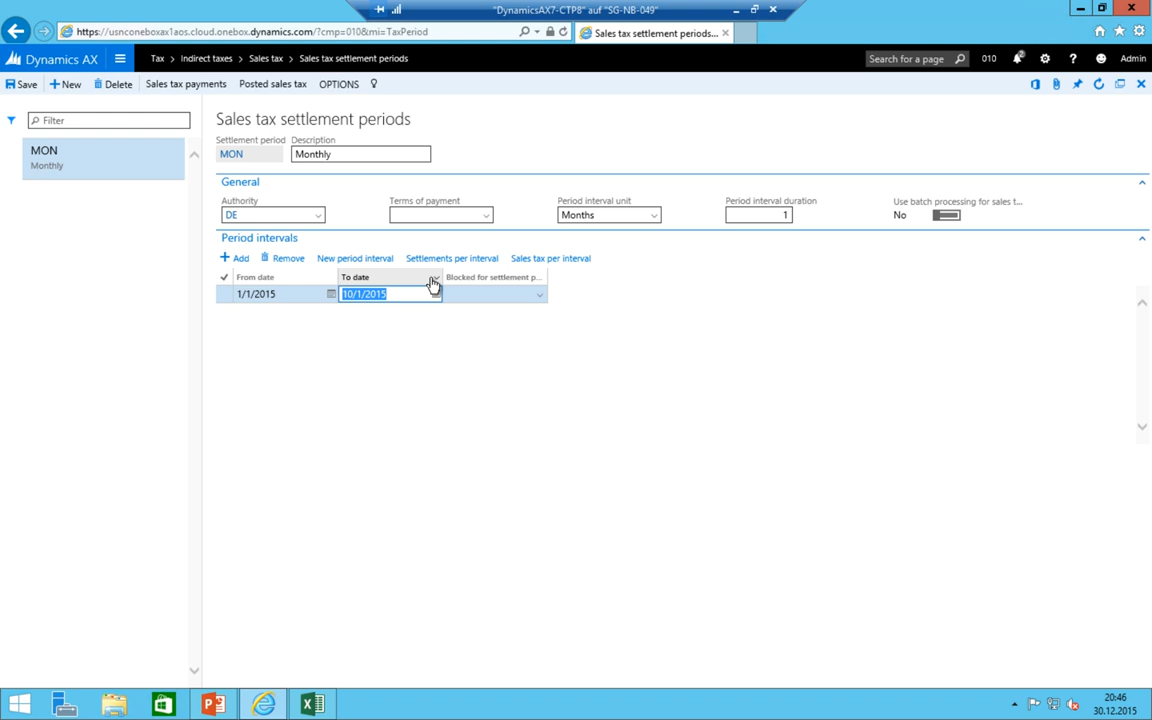 "DynamicsAX7-CTP8" auf "SG-NB-049"
https://usnconeboxax1aos.cloud.onebox.dynamics.com/?cmp=010&mi=TaxPeriod
Sales tax settlement periods...
Dynamics AX
Tax > Indirect taxes > Sales tax > Sales tax settlement periods
Search for a page
010
Admin
Save
New
Delete
Sales tax payments
Posted sales tax
OPTIONS
Filter
MON
Monthly
Sales tax settlement periods
Settlement period Description
MON Monthly
General
Authority Terms of payment Period interval unit Period interval duration Use batch processing for sales t...
DE Months 1 No
Period intervals
Add Remove New period interval Settlements per interval Sales tax per interval
From date To date Blocked for settlement p...
1/1/2015 10/1/2015
20:46
30.12.2015